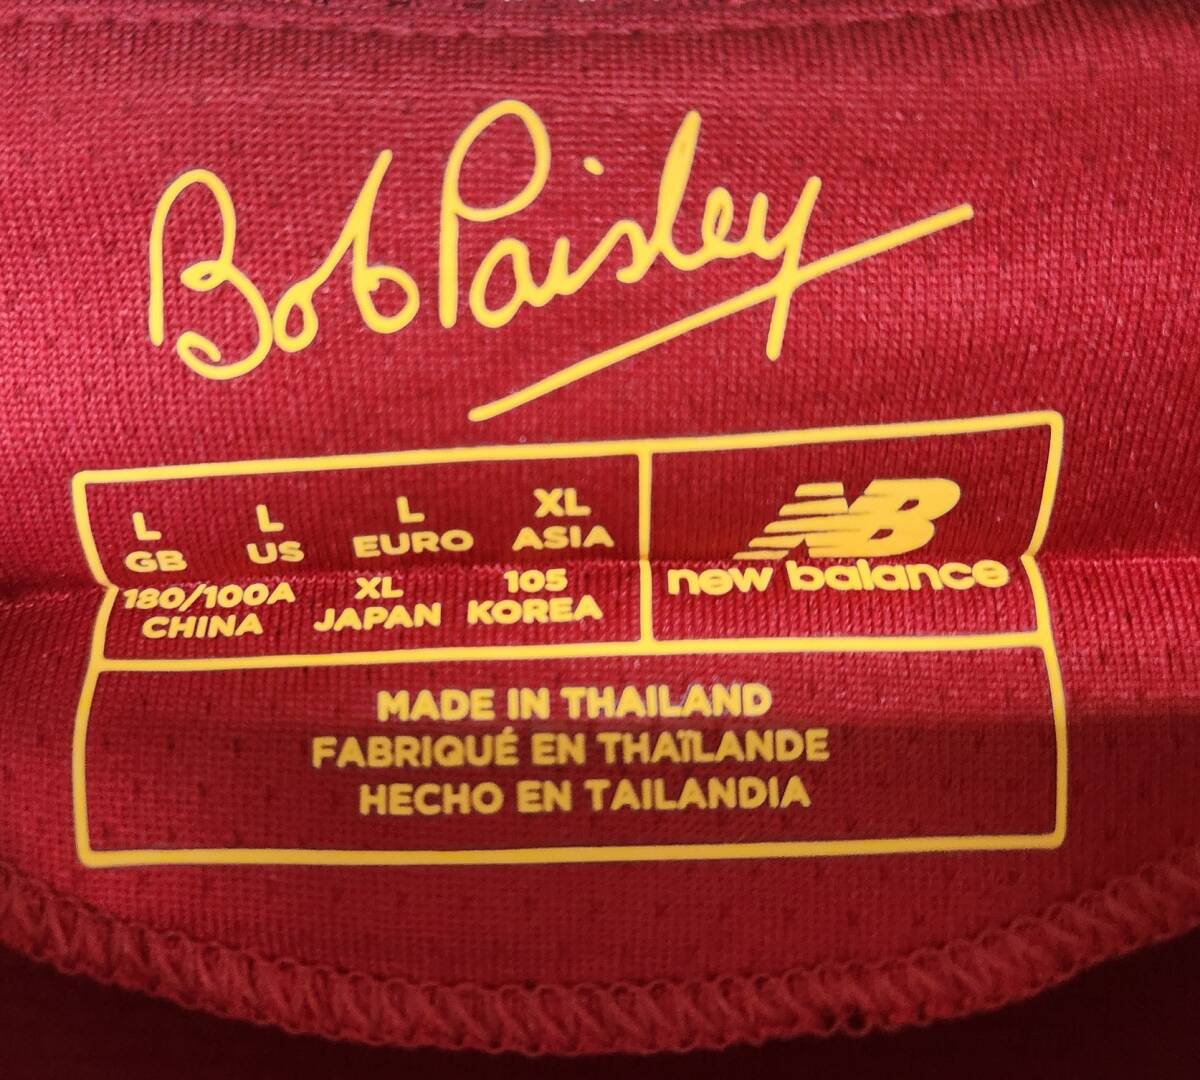 Bob Paisley
L L L XL
GB US EURO ASIA
180/100A XL 105
CHINA JAPAN KOREA
NB
new balance
MADE IN THAILAND
FABRIQUÉ EN THAÏLANDE
HECHO EN TAILANDIA